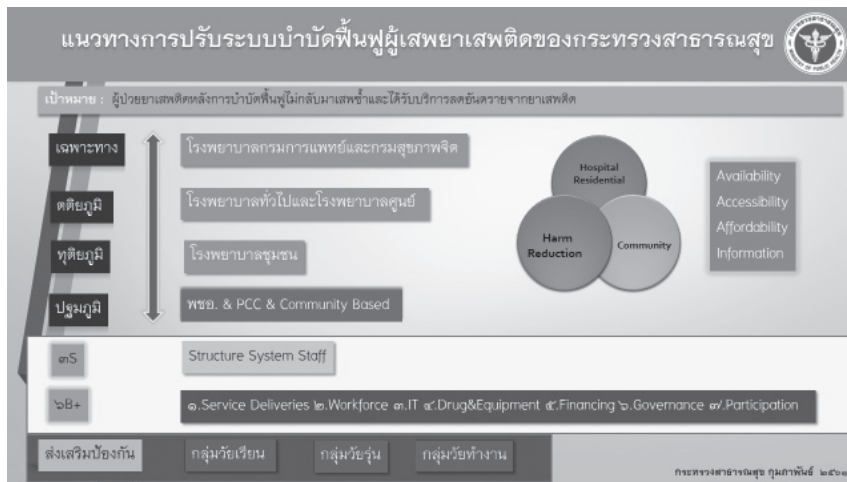 แนวทางการปรับระบบบำบัดฟื้นฟูผู้เสพยาเสพติดของกระทรวงสาธารณสุข
เป้าหมาย : ผู้ป่วยยาเสพติดหลังการบำบัดฟื้นฟูไม่กลับมาเสพซ้ำและได้รับบริการลดอันตรายจากยาเสพติด
เฉพาะทาง
โรงพยาบาลกรมการแพทย์และกรมสุขภาพจิต
ตติยภูมิ
โรงพยาบาลทั่วไปและโรงพยาบาลศูนย์
ทุติยภูมิ
โรงพยาบาลชุมชน
ปฐมภูมิ
พชอ. & PCC & Community Based
Hospital
Residential
Harm
Reduction
Community
Availability
Accessibility
Affordability
Information
๓S
Structure System Staff
๖B+
๑.Service Deliveries ๒.Workforce ๓.IT ๔.Drug&Equipment ๕.Financing ๖.Governance ๗.Participation
ส่งเสริมป้องกัน
กลุ่มวัยเรียน
กลุ่มวัยรุ่น
กลุ่มวัยทำงาน
กระทรวงสาธารณสุข กุมภาพันธ์ ๒๕๖๑